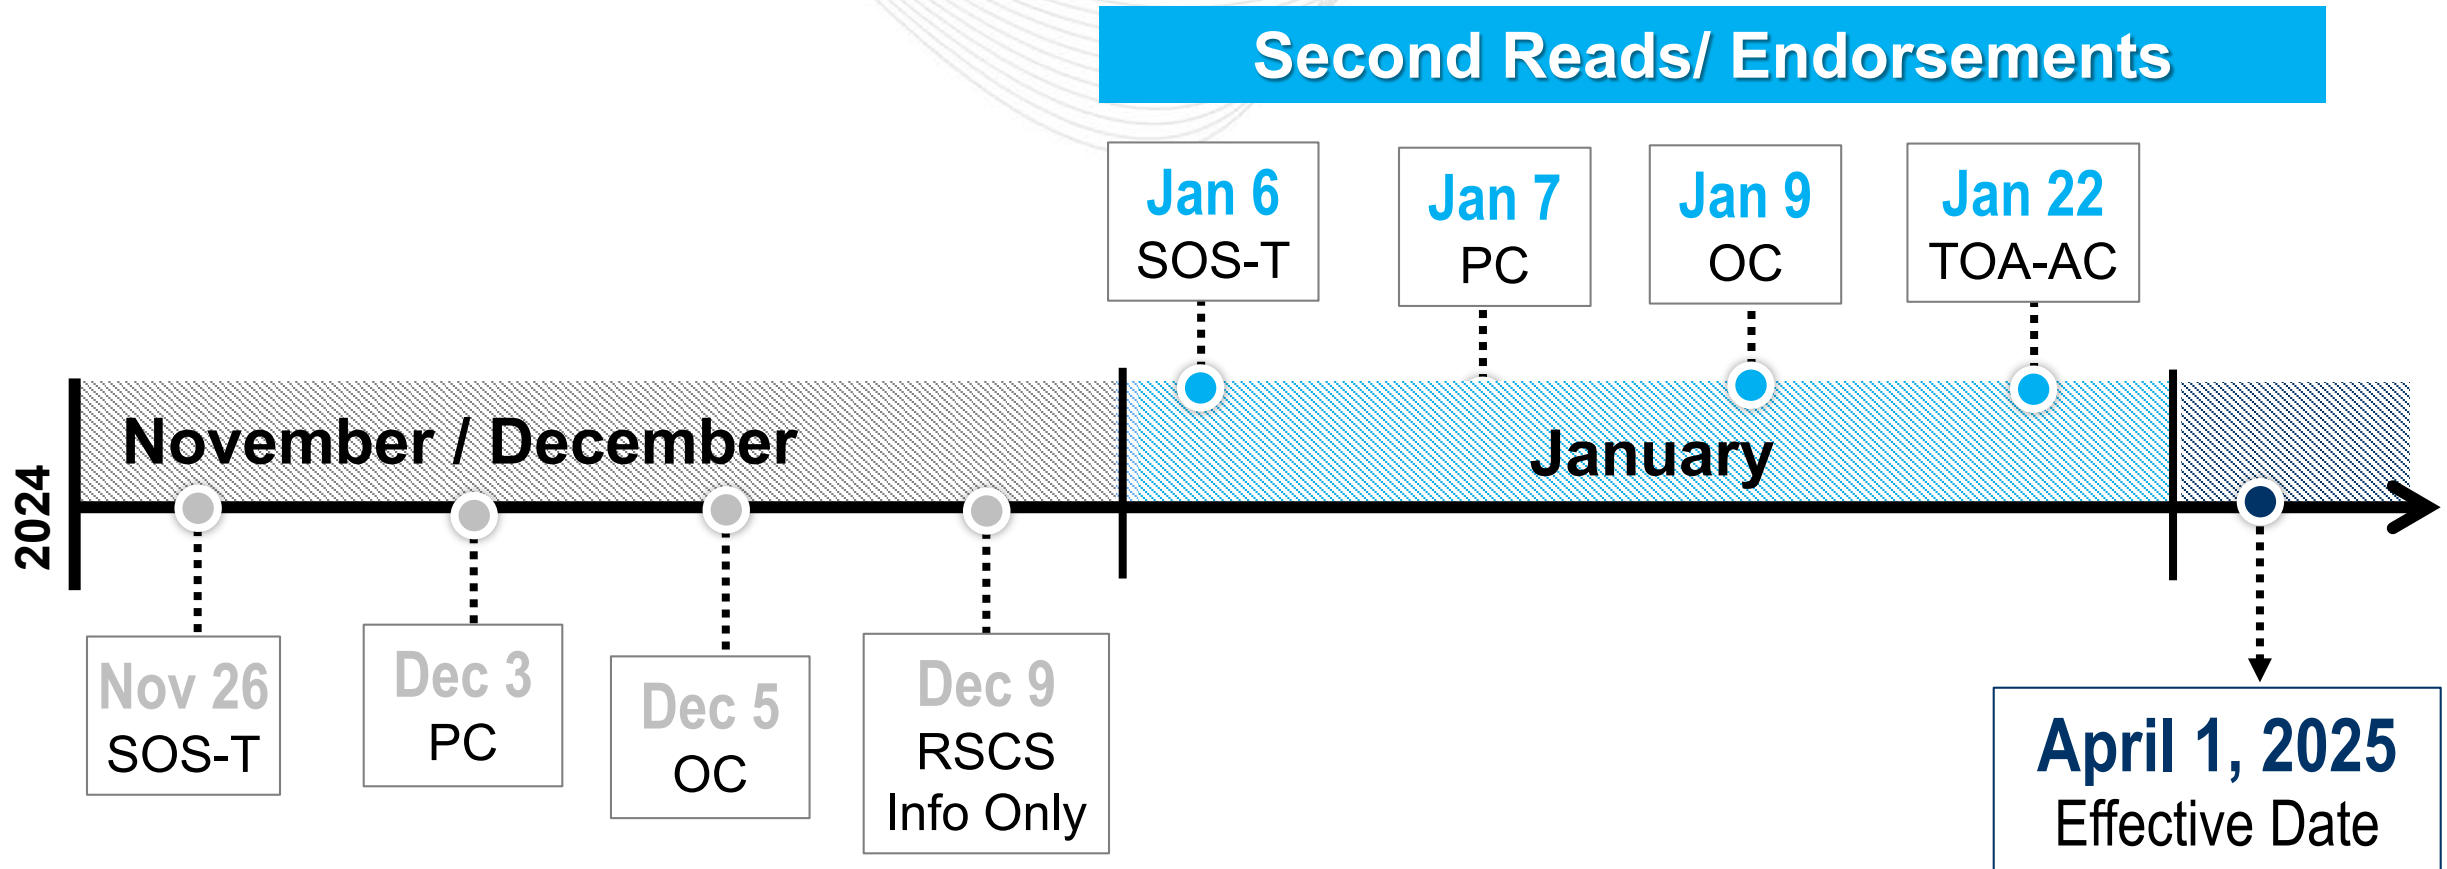 Second Reads/ Endorsements
Jan 6
SOS-T
Jan 7
PC
Jan 9
OC
Jan 22
TOA-AC
2024
November / December
January
Nov 26
SOS-T
Dec 3
PC
Dec 5
OC
Dec 9
RSCS
Info Only
April 1, 2025
Effective Date